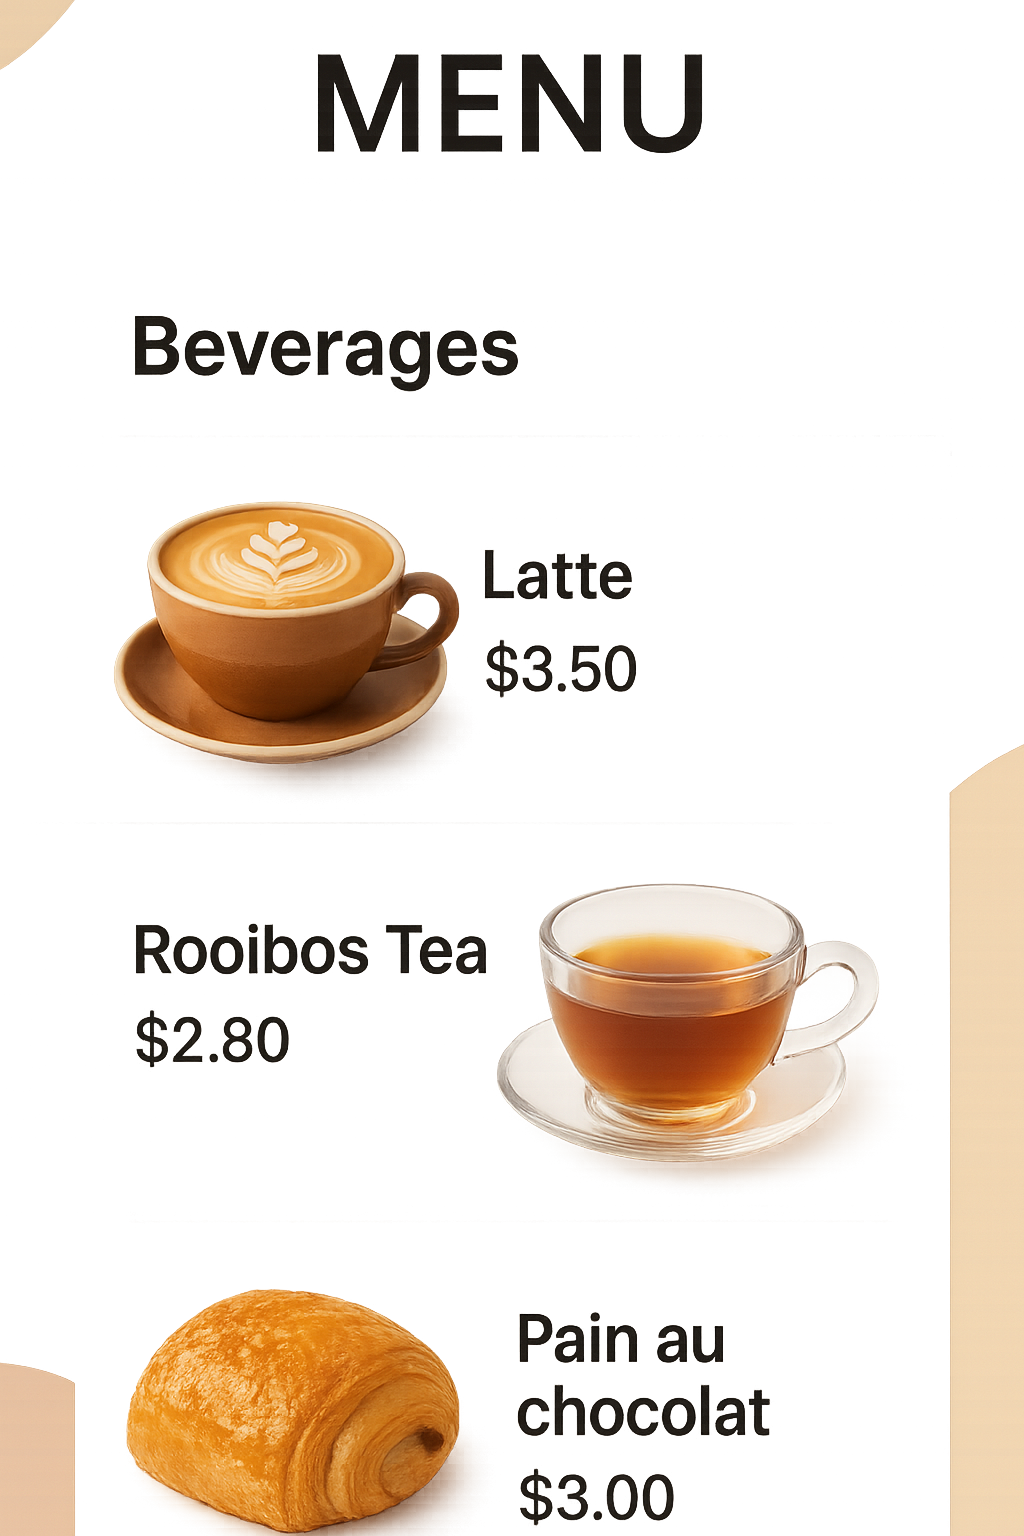 MENU
Beverages
Latte
$3.50
Rooibos Tea
$2.80
Pain au
chocolat
$3.00